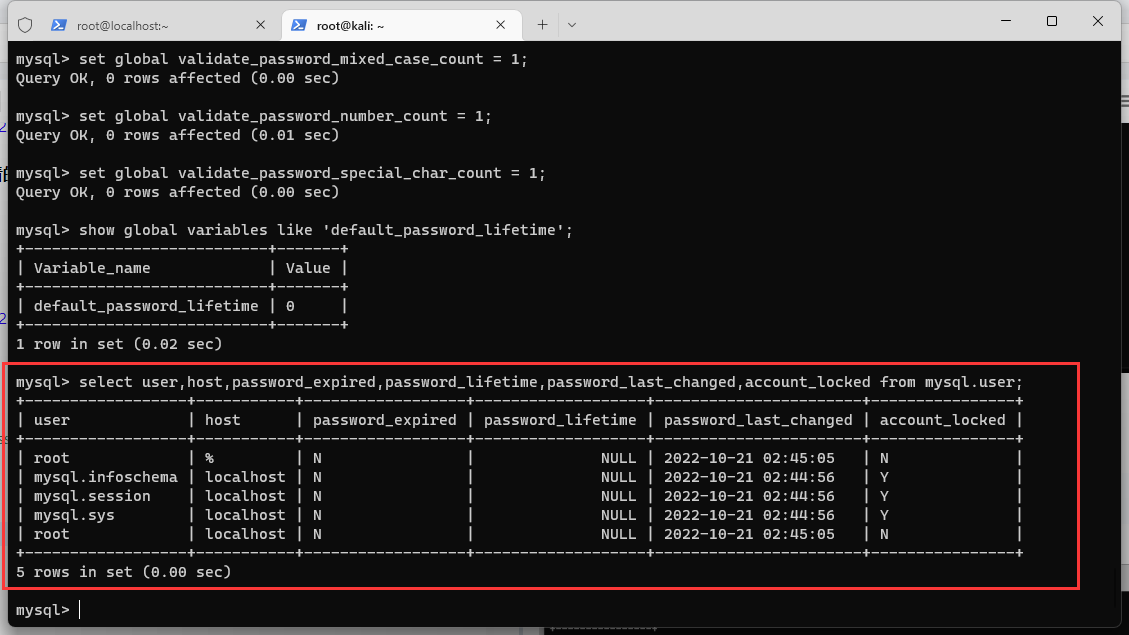 root@localhost:~
root@kali: ~
mysql> set global validate_password_mixed_case_count = 1;
Query OK, 0 rows affected (0.00 sec)
mysql> set global validate_password_number_count = 1;
Query OK, 0 rows affected (0.01 sec)
mysql> set global validate_password_special_char_count = 1;
Query OK, 0 rows affected (0.00 sec)
mysql> show global variables like 'default_password_lifetime';
+---------------------------+-------+
| Variable_name             | Value |
+---------------------------+-------+
| default_password_lifetime | 0     |
+---------------------------+-------+
1 row in set (0.02 sec)
mysql> select user,host,password_expired,password_lifetime,password_last_changed,account_locked from mysql.user;
+------------------+-----------+------------------+-------------------+-----------------------+----------------+
| user             | host      | password_expired | password_lifetime | password_last_changed | account_locked |
+------------------+-----------+------------------+-------------------+-----------------------+----------------+
| root             | %         | N                |              NULL | 2022-10-21 02:45:05   | N              |
| mysql.infoschema | localhost | N                |              NULL | 2022-10-21 02:44:56   | Y              |
| mysql.session    | localhost | N                |              NULL | 2022-10-21 02:44:56   | Y              |
| mysql.sys        | localhost | N                |              NULL | 2022-10-21 02:44:56   | Y              |
| root             | localhost | N                |              NULL | 2022-10-21 02:45:05   | N              |
+------------------+-----------+------------------+-------------------+-----------------------+----------------+
5 rows in set (0.00 sec)
mysql>